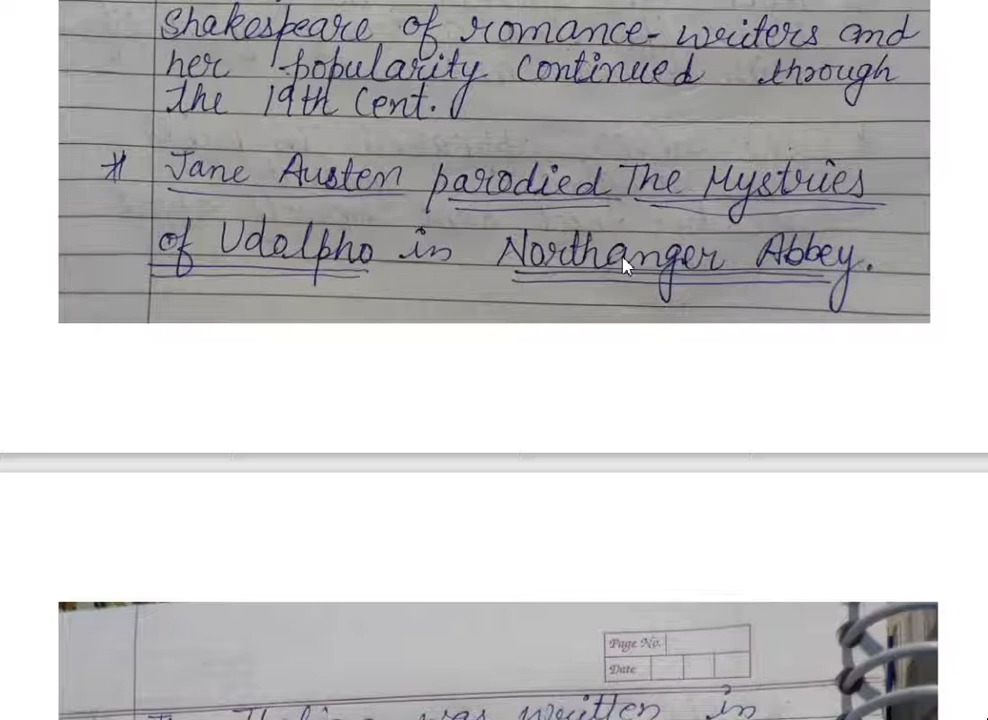 Shakespeare of romance-writers and
her popularity continued through
the 19th Cent.
* Jane Austen parodied The Mystries
of Udolpho in Northanger Abbey.
Page No.
Date
was written in